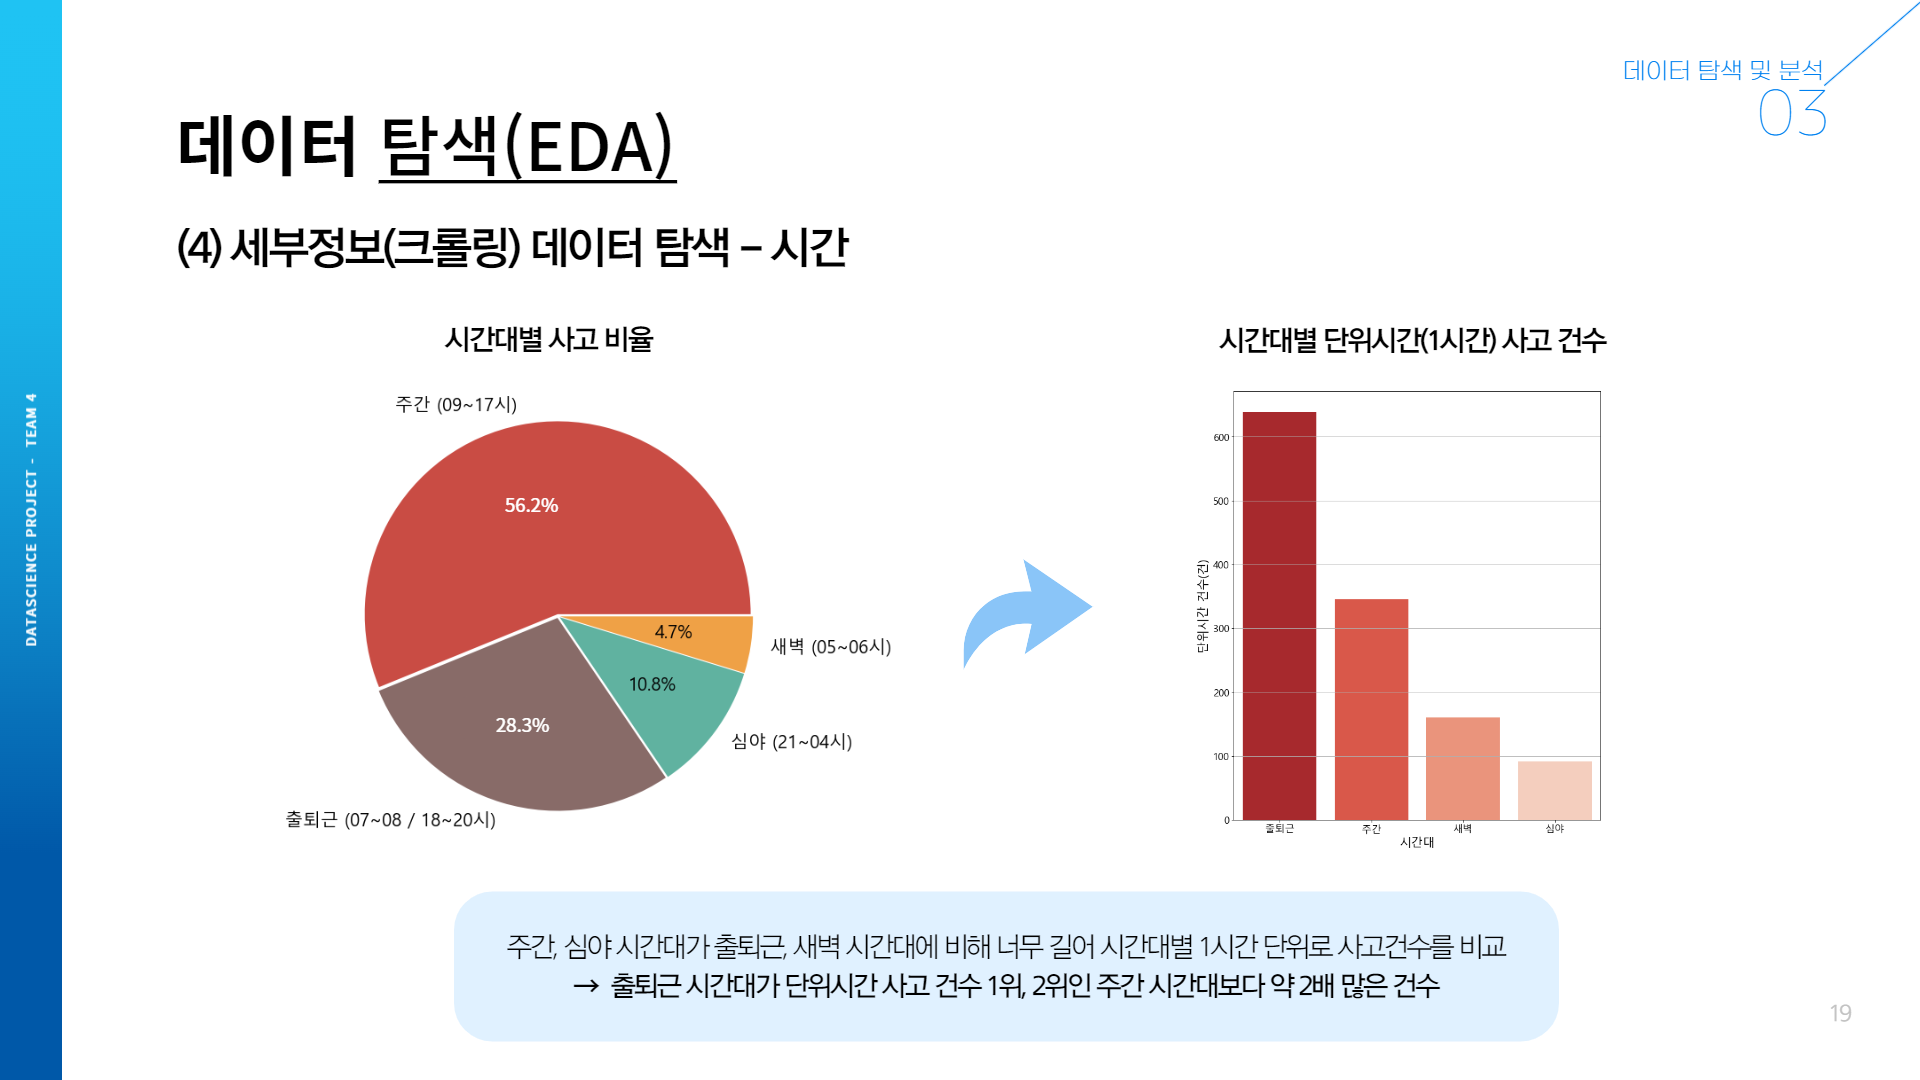 데이터 탐색 및 분석
03
데이터 탐색(EDA)
(4) 세부정보(크롤링) 데이터 탐색 – 시간
DATASCIENCE PROJECT - TEAM 4
시간대별 사고 비율
주간 (09~17시)
56.2%
4.7%
새벽 (05~06시)
10.8%
심야 (21~04시)
28.3%
출퇴근 (07~08 / 18~20시)
시간대별 단위시간(1시간) 사고 건수
단위시간 건수(건)
600
500
400
300
200
100
0
출퇴근 주간 새벽 심야
시간대
주간, 심야 시간대가 출퇴근, 새벽 시간대에 비해 너무 길어 시간대별 1시간 단위로 사고건수를 비교
→ 출퇴근 시간대가 단위시간 사고 건수 1위, 2위인 주간 시간대보다 약 2배 많은 건수
19